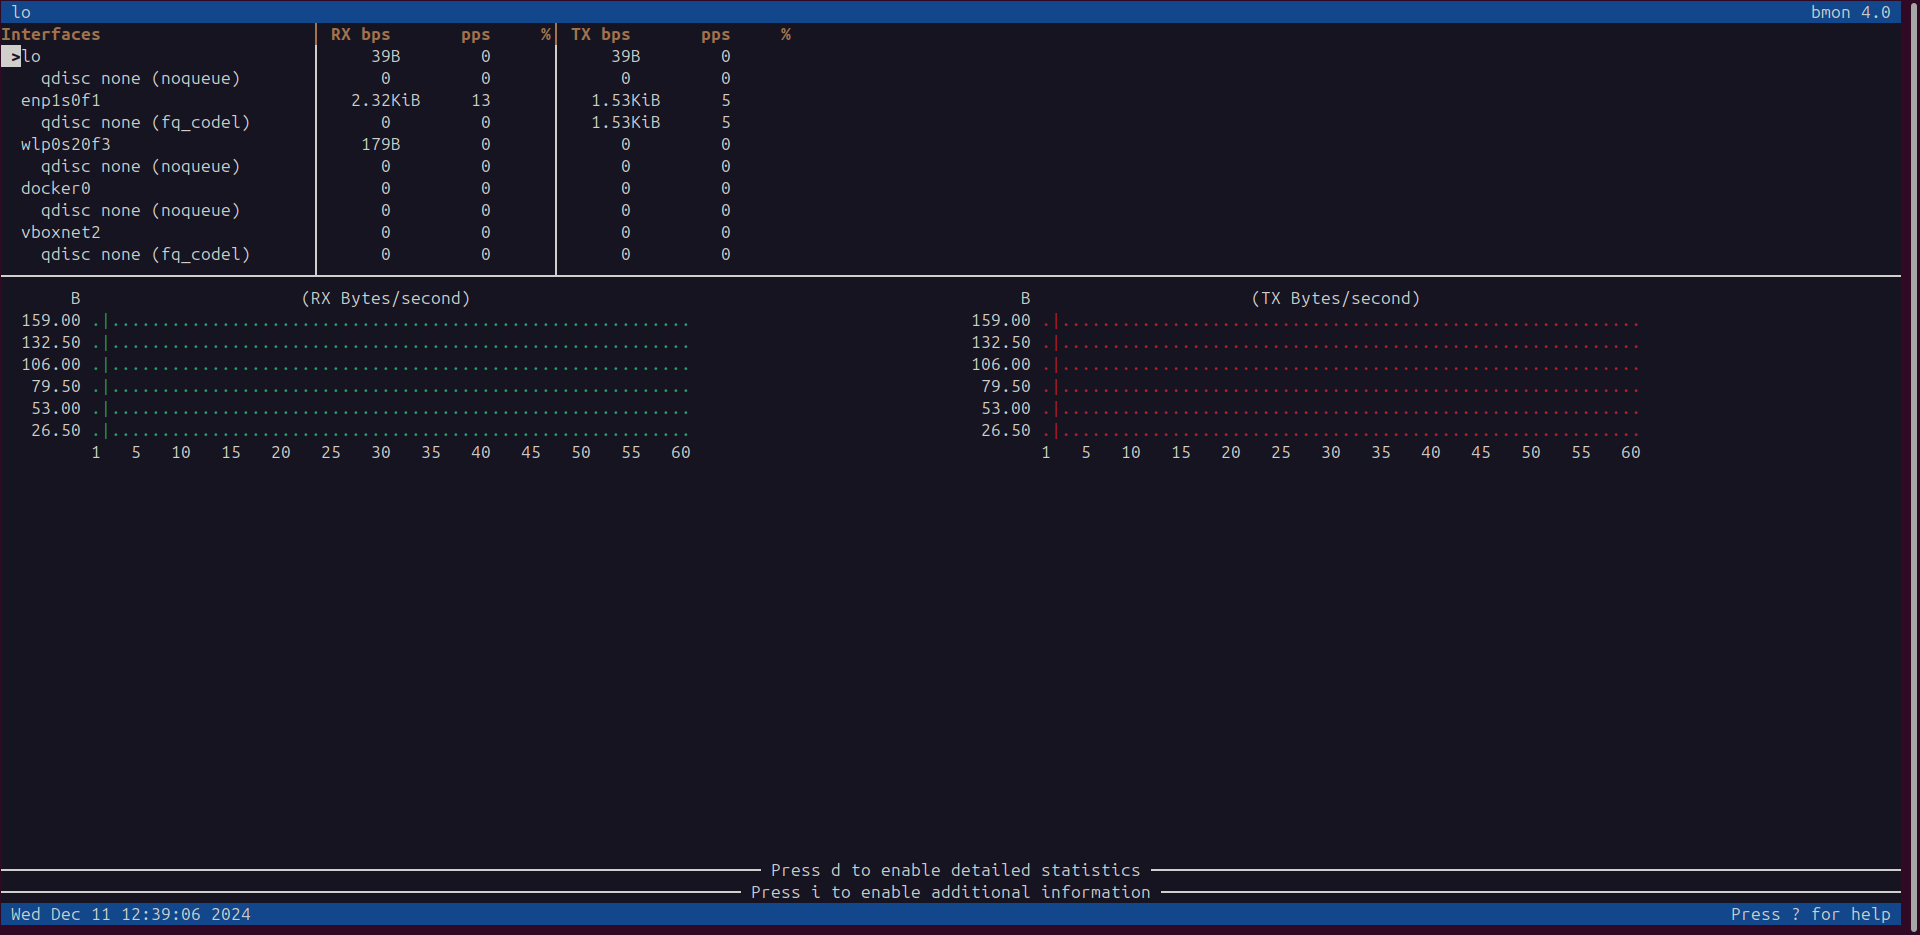 lo bmon 4.0
Interfaces │ RX bps pps %│ TX bps pps %
 >lo │ 39B 0 │ 39B 0
qdisc none (noqueue) │ 0 0 │ 0 0
enp1s0f1 │ 2.32KiB 13 │ 1.53KiB 5
qdisc none (fq_codel) │ 0 0 │ 1.53KiB 5
wlp0s20f3 │ 179B 0 │ 0 0
qdisc none (noqueue) │ 0 0 │ 0 0
docker0 │ 0 0 │ 0 0
qdisc none (noqueue) │ 0 0 │ 0 0
vboxnet2 │ 0 0 │ 0 0
qdisc none (fq_codel) │ 0 0 │ 0 0
B (RX Bytes/second)
159.00 .|..........................................................
132.50 .|..........................................................
106.00 .|..........................................................
79.50 .|..........................................................
53.00 .|..........................................................
26.50 .|..........................................................
1 5 10 15 20 25 30 35 40 45 50 55 60
B (TX Bytes/second)
159.00 .|..........................................................
132.50 .|..........................................................
106.00 .|..........................................................
79.50 .|..........................................................
53.00 .|..........................................................
26.50 .|..........................................................
1 5 10 15 20 25 30 35 40 45 50 55 60
Press d to enable detailed statistics
Press i to enable additional information
Wed Dec 11 12:39:06 2024 Press ? for help